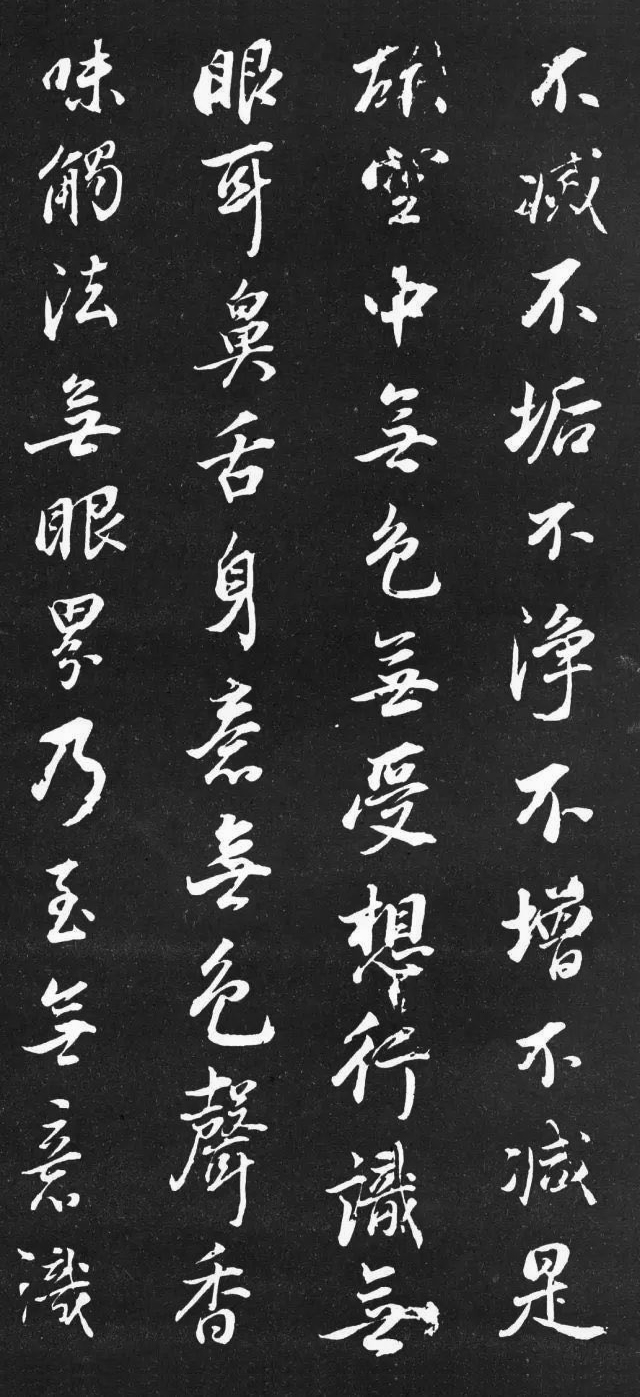 不滅不垢不淨不增不減是
故空中無色無受想行識無
眼耳鼻舌身意無色聲香
味觸法無眼界乃至無意識